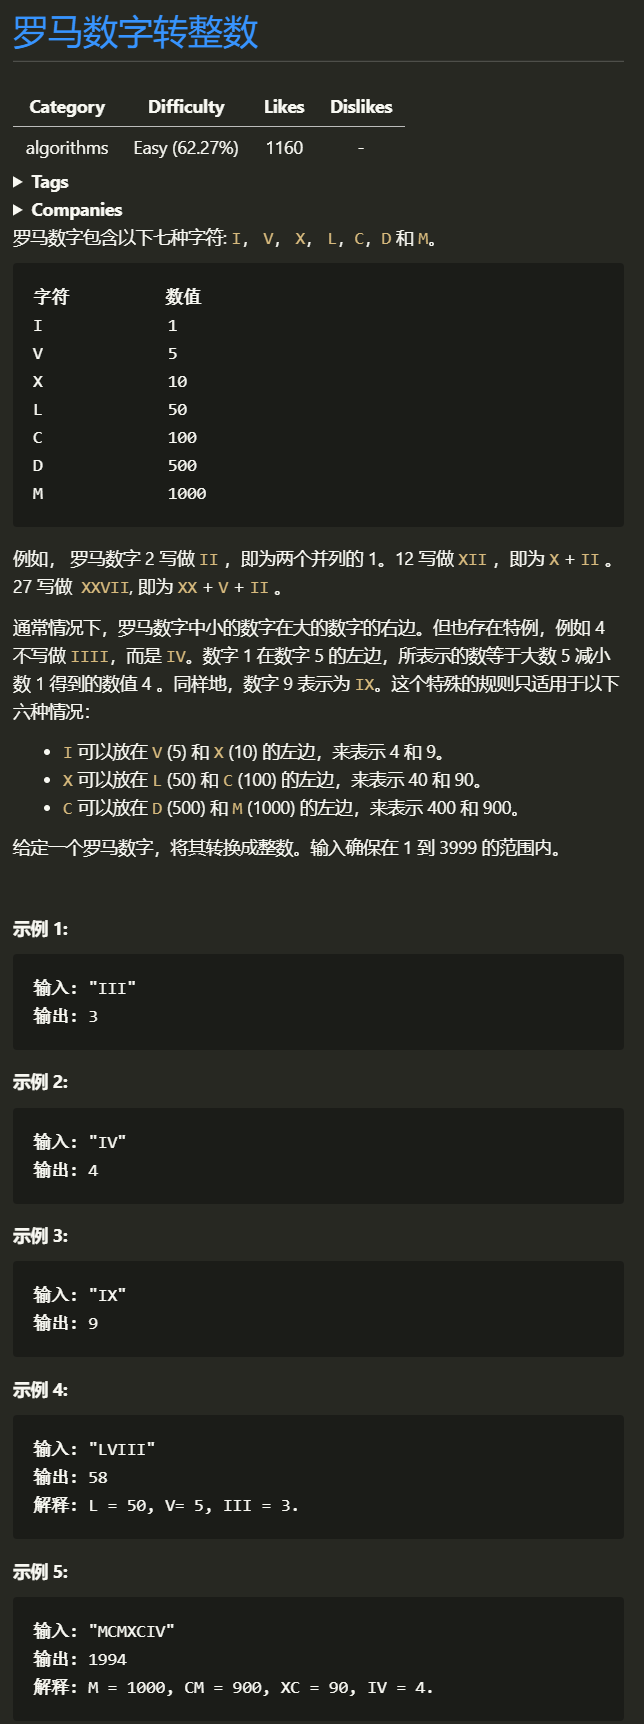 罗马数字转整数
Category Difficulty Likes Dislikes
algorithms Easy (62.27%) 1160 -
▶ Tags
▶ Companies
罗马数字包含以下七种字符: I， V， X， L，C，D 和 M。
字符 数值
I 1
V 5
X 10
L 50
C 100
D 500
M 1000
例如， 罗马数字 2 写做 II ，即为两个并列的 1。12 写做 XII ，即为 X + II 。
27 写做 XXVII, 即为 XX + V + II 。
通常情况下，罗马数字中小的数字在大的数字的右边。但也存在特例，例如 4
不写做 IIII，而是 IV。数字 1 在数字 5 的左边，所表示的数等于大数 5 减小
数 1 得到的数值 4 。同样地，数字 9 表示为 IX。这个特殊的规则只适用于以下
六种情况：
• I 可以放在 V (5) 和 X (10) 的左边，来表示 4 和 9。
• X 可以放在 L (50) 和 C (100) 的左边，来表示 40 和 90。
• C 可以放在 D (500) 和 M (1000) 的左边，来表示 400 和 900。
给定一个罗马数字，将其转换成整数。输入确保在 1 到 3999 的范围内。
示例 1:
输入: "III"
输出: 3
示例 2:
输入: "IV"
输出: 4
示例 3:
输入: "IX"
输出: 9
示例 4:
输入: "LVIII"
输出: 58
解释: L = 50, V= 5, III = 3.
示例 5:
输入: "MCMXCIV"
输出: 1994
解释: M = 1000, CM = 900, XC = 90, IV = 4.